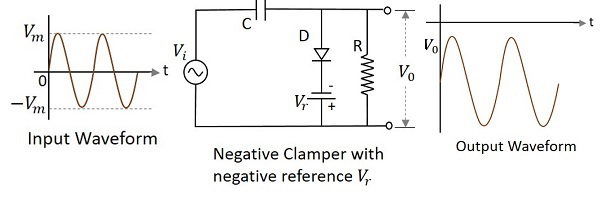 V_m
0
t
−V_m
Input Waveform
V_i
C
D
R
V_r
-
+
V_0
Negative Clamper with
negative reference V_r
t
V_0
Output Waveform